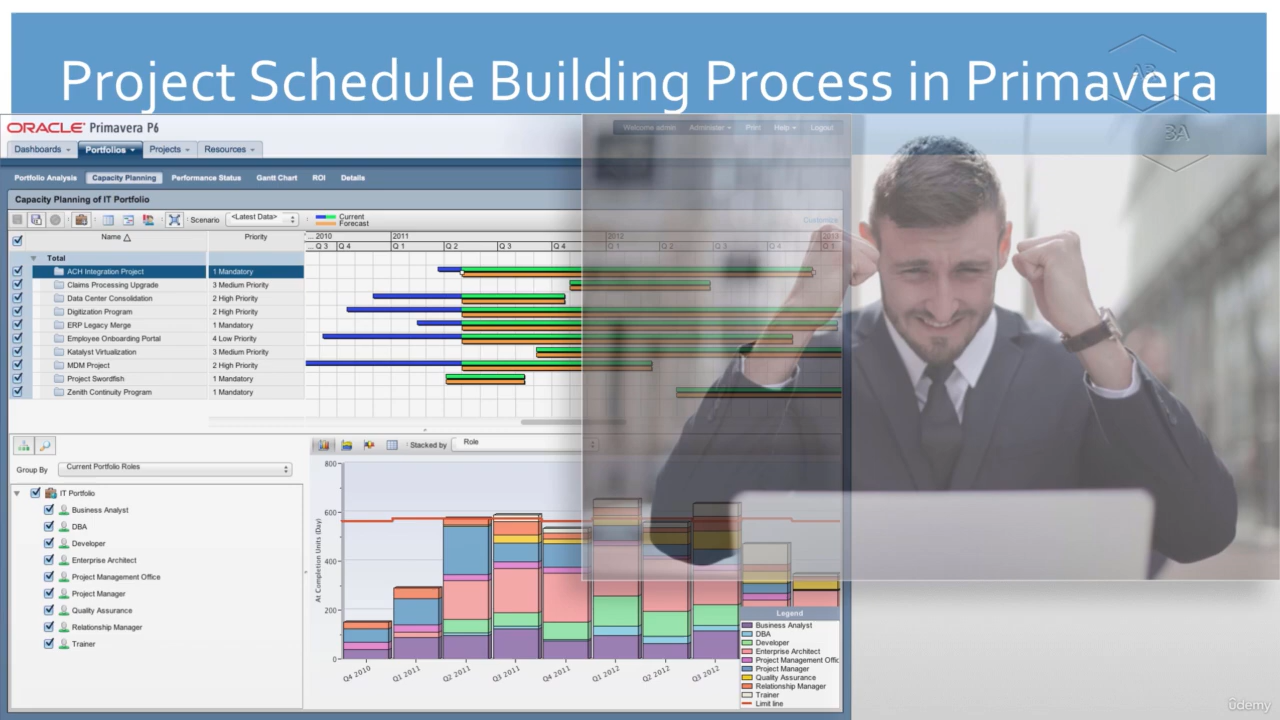 Project Schedule Building Process in Primavera
AB
BA
ORACLE Primavera P6
Welcome admin Administer Print Help Logout
Dashboards Portfolios Projects Resources
Portfolio Analysis Capacity Planning Performance Status Gantt Chart ROI Details
Capacity Planning of IT Portfolio
Scenario <Latest Data> Current
Forecast
Customize
Name Priority
... 2010 2011 2012 2013
... Q 3 Q 4 Q 1 Q 2 Q 3 Q 4 Q 1 Q 2 Q 3 Q 4 Q 1
Total
ACH Integration Project 1 Mandatory
Claims Processing Upgrade 3 Medium Priority
Data Center Consolidation 2 High Priority
Digitization Program 2 High Priority
ERP Legacy Merge 1 Mandatory
Employee Onboarding Portal 4 Low Priority
Katalyst Virtualization 3 Medium Priority
MDM Project 2 High Priority
Project Swordfish 1 Mandatory
Zenith Continuity Program 1 Mandatory
Stacked by Role
Group By Current Portfolio Roles
IT Portfolio
Business Analyst
DBA
Developer
Enterprise Architect
Project Management Office
Project Manager
Quality Assurance
Relationship Manager
Trainer
At Completion Units (Day)
800
600
400
200
0
Q4 2010 Q1 2011 Q2 2011 Q3 2011 Q4 2011 Q1 2012 Q2 2012 Q3 2012
Legend
Business Analyst
DBA
Developer
Enterprise Architect
Project Management Offic
Project Manager
Quality Assurance
Relationship Manager
Trainer
Limit line
ûdemy